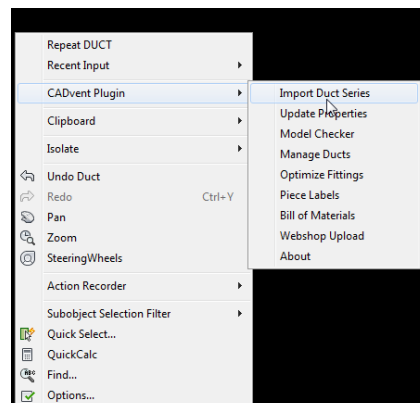 Repeat DUCT
Recent Input
CADvent Plugin
Clipboard
Isolate
Undo Duct
Redo Ctrl+Y
Pan
Zoom
SteeringWheels
Action Recorder
Subobject Selection Filter
Quick Select...
QuickCalc
Find...
Options...
Import Duct Series
Update Properties
Model Checker
Manage Ducts
Optimize Fittings
Piece Labels
Bill of Materials
Webshop Upload
About